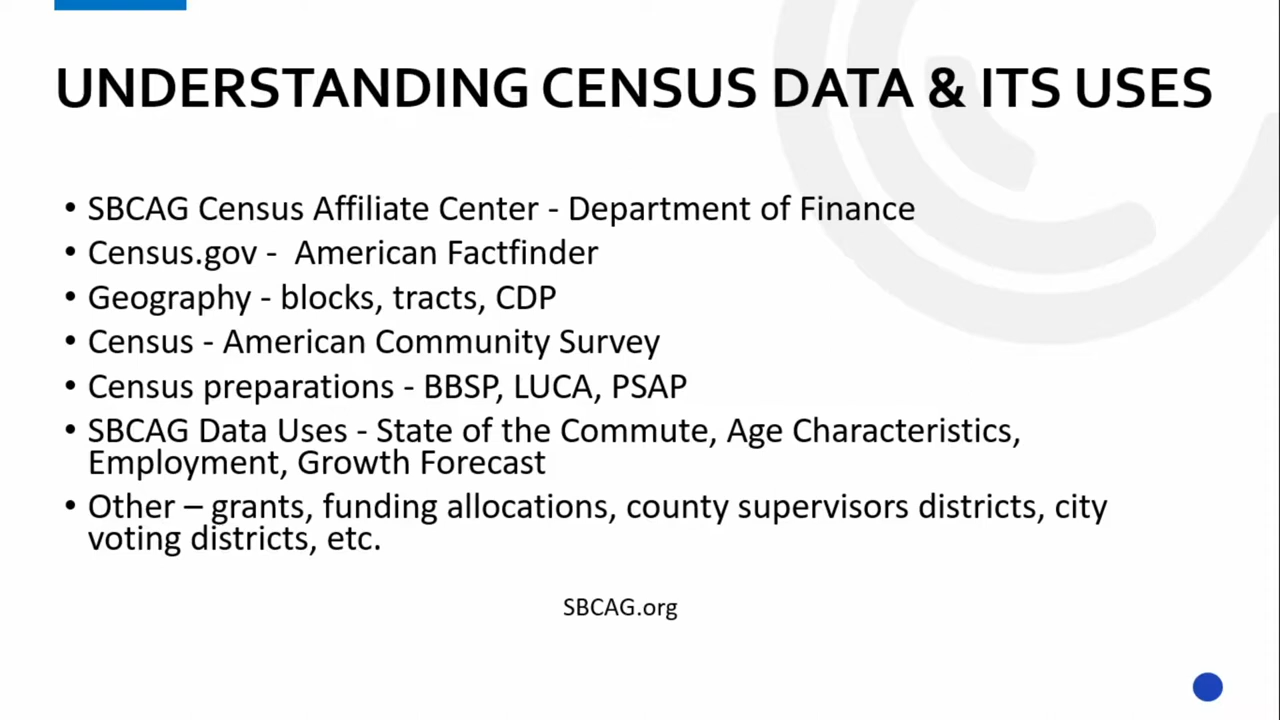 UNDERSTANDING CENSUS DATA & ITS USES
• SBCAG Census Affiliate Center - Department of Finance
• Census.gov -  American Factfinder
• Geography - blocks, tracts, CDP
• Census - American Community Survey
• Census preparations - BBSP, LUCA, PSAP
• SBCAG Data Uses - State of the Commute, Age Characteristics,
Employment, Growth Forecast
• Other – grants, funding allocations, county supervisors districts, city
voting districts, etc.
SBCAG.org